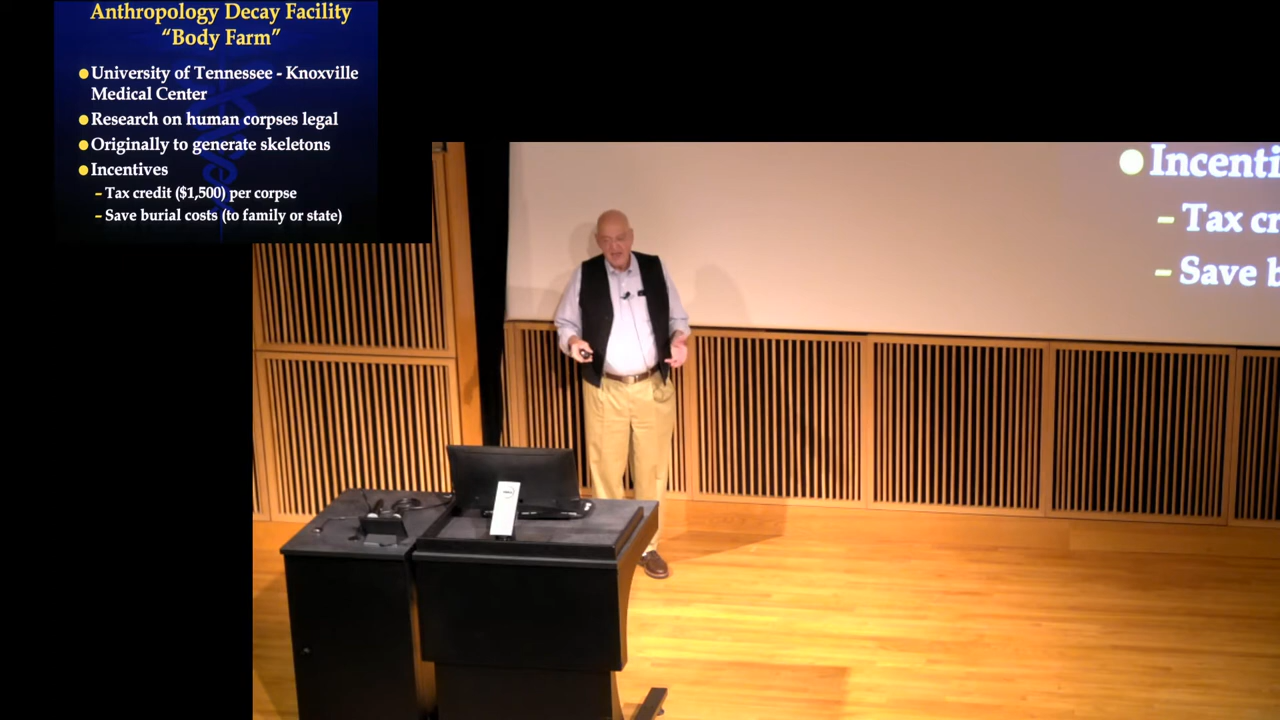 Anthropology Decay Facility
“Body Farm”
●University of Tennessee - Knoxville
Medical Center
●Research on human corpses legal
●Originally to generate skeletons
●Incentives
– Tax credit ($1,500) per corpse
– Save burial costs (to family or state)
●Incenti
– Tax cr
– Save b
DELL